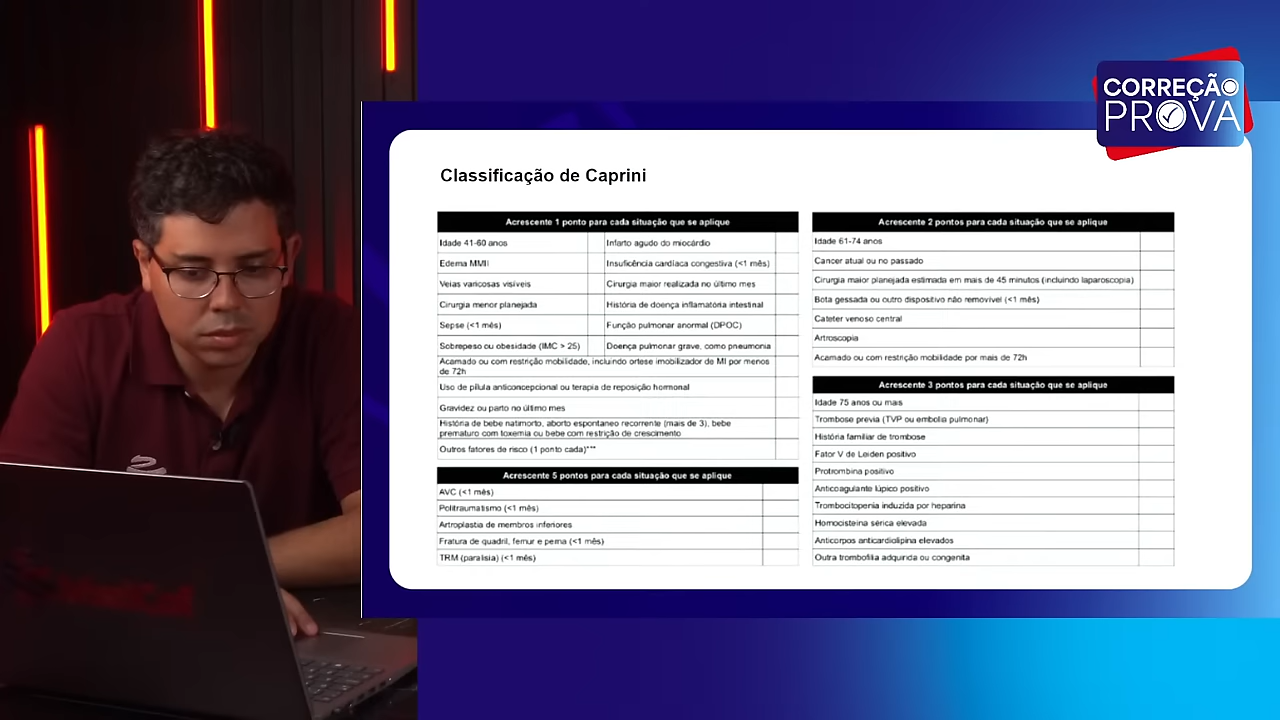 CORREÇÃO
PROVA
Classificação de Caprini
Acrescente 1 ponto para cada situação que se aplique
Idade 41-60 anos
Infarto agudo do miocárdio
Edema MMII
Insuficência cardíaca congestiva (<1 mês)
Veias varicosas visíveis
Cirurgia maior realizada no último mes
Cirurgia menor planejada
História de doença inflamatória intestinal
Sepse (<1 mês)
Função pulmonar anormal (DPOC)
Sobrepeso ou obesidade (IMC > 25)
Doença pulmonar grave, como pneumonia
Acamado ou com restrição mobilidade, incluindo ortese imobilizador de MI por menos
de 72h
Uso de pílula anticoncepcional ou terapia de reposição hormonal
Gravidez ou parto no último mes
História de bebe natimorto, aborto espontaneo recorrente (mais de 3), bebe
prematuro com toxemia ou bebe com restrição de crescimento
Outros fatores de risco (1 ponto cada)***
Acrescente 5 pontos para cada situação que se aplique
AVC (<1 mês)
Politraumatismo (<1 mês)
Artroplastia de membros inferiores
Fratura de quadril, femur e perna (<1 mês)
TRM (paralisia) (<1 mês)
Acrescente 2 pontos para cada situação que se aplique
Idade 61-74 anos
Cancer atual ou no passado
Cirurgia maior planejada estimada em mais de 45 minutos (incluindo laparoscopia)
Bota gessada ou outro dispositivo não removível (<1 mês)
Cateter venoso central
Artroscopia
Acamado ou com restrição mobilidade por mais de 72h
Acrescente 3 pontos para cada situação que se aplique
Idade 75 anos ou mais
Trombose previa (TVP ou embolia pulmonar)
História familiar de trombose
Fator V de Leiden positivo
Protrombina positivo
Anticoagulante lúpico positivo
Trombocitopenia induzida por heparina
Homocisteina sérica elevada
Anticorpos anticardiolipina elevados
Outra trombofilia adquirida ou congenita